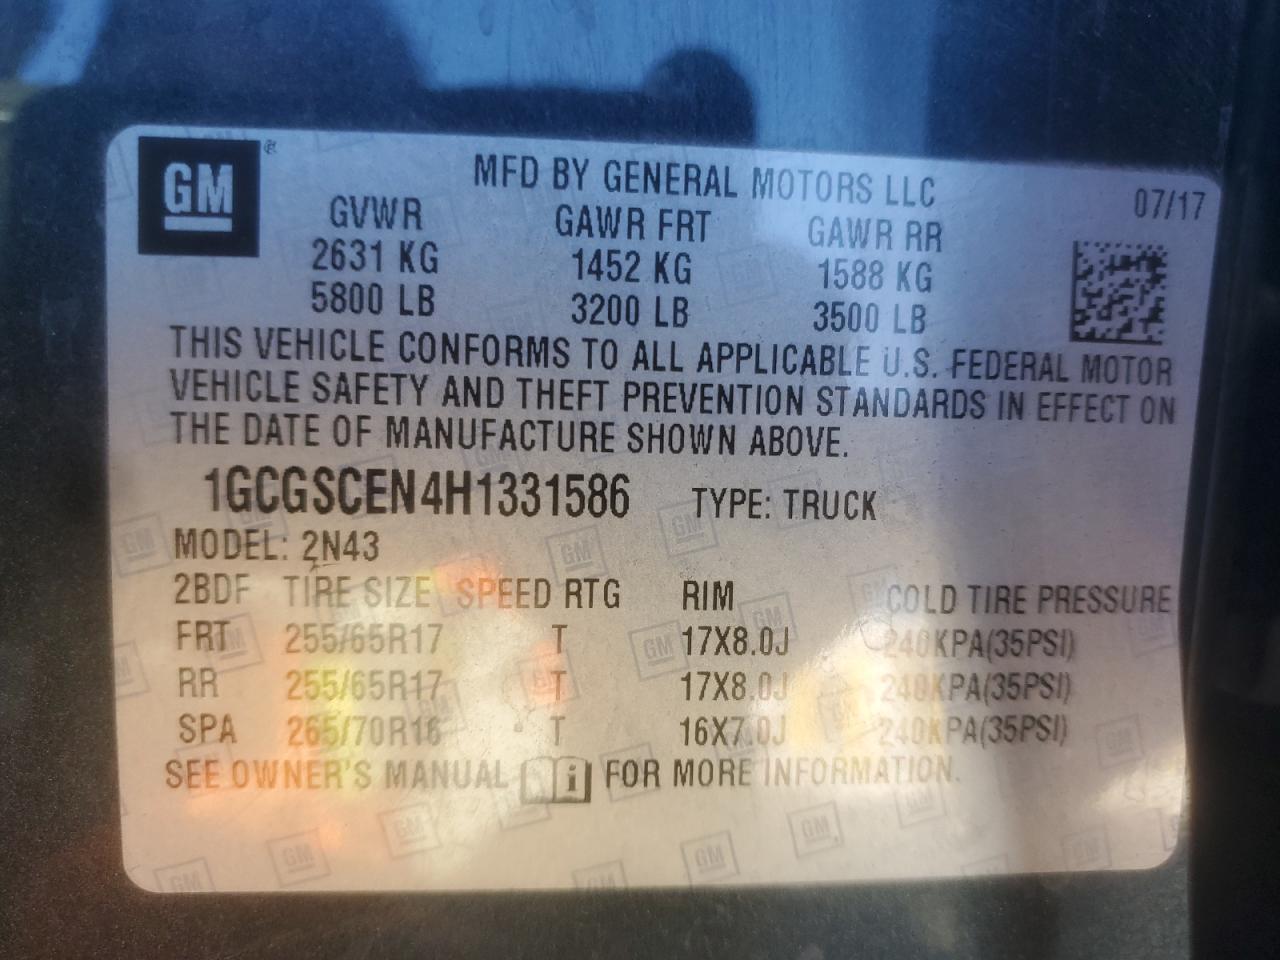 GM ®
MFD BY GENERAL MOTORS LLC
07/17
GVWR GAWR FRT GAWR RR
2631 KG 1452 KG 1588 KG
5800 LB 3200 LB 3500 LB
THIS VEHICLE CONFORMS TO ALL APPLICABLE U.S. FEDERAL MOTOR
VEHICLE SAFETY AND THEFT PREVENTION STANDARDS IN EFFECT ON
THE DATE OF MANUFACTURE SHOWN ABOVE.
1GCGSCEN4H1331586 TYPE: TRUCK
MODEL: 2N43
2BDF TIRE SIZE SPEED RTG RIM COLD TIRE PRESSURE
FRT 255/65R17 T 17X8.0J 240KPA(35PSI)
RR 255/65R17 T 17X8.0J 240KPA(35PSI)
SPA 265/70R16 T 16X7.0J 240KPA(35PSI)
SEE OWNER'S MANUAL i FOR MORE INFORMATION.